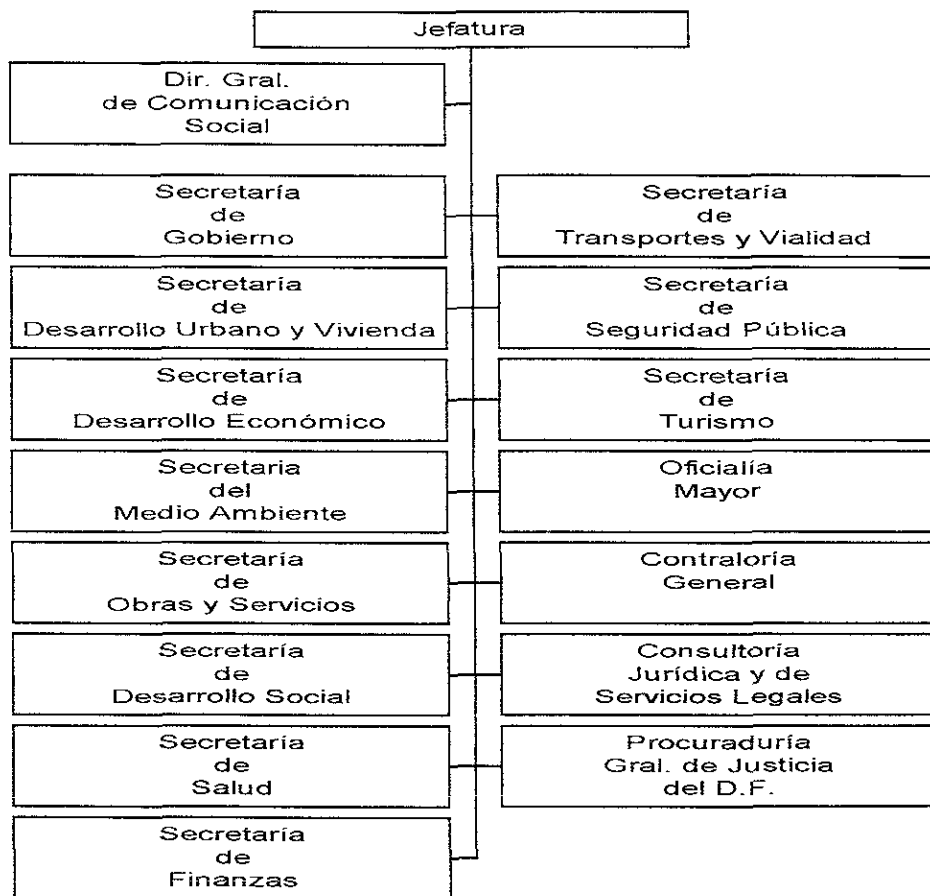 Jefatura
Dir. Gral.
de Comunicación
Social
Secretaría
de
Gobierno
Secretaría
de
Transportes y Vialidad
Secretaría
de
Desarrollo Urbano y Vivienda
Secretaría
de
Seguridad Pública
Secretaría
de
Desarrollo Económico
Secretaría
de
Turismo
Secretaria
del
Medio Ambiente
Oficialía
Mayor
Secretaría
de
Obras y Servicios
Contraloría
General
Secretaría
de
Desarrollo Social
Consultoría
Jurídica y de
Servicios Legales
Secretaría
de
Salud
Procuraduría
Gral. de Justicia
del D.F.
Secretaría
de
Finanzas